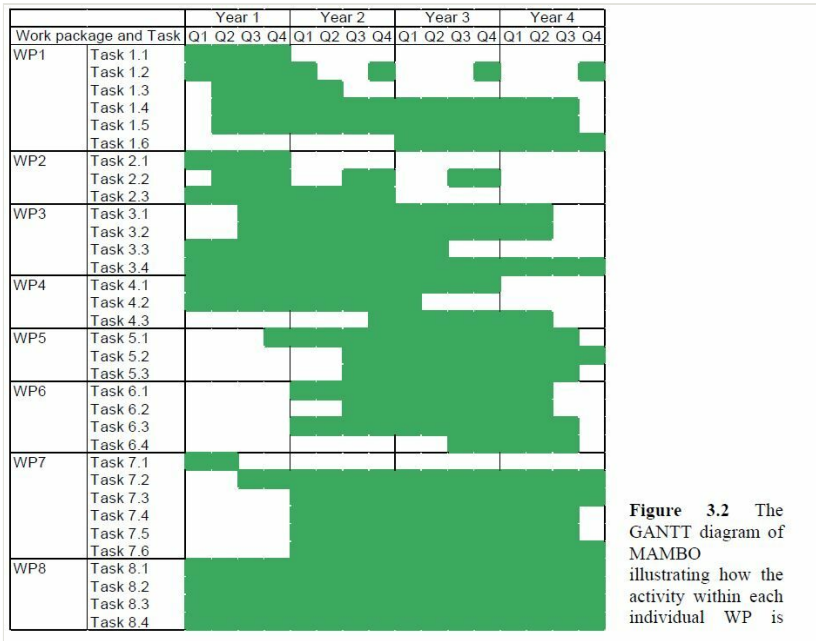 Year 1 Year 2 Year 3 Year 4
Work package and Task Q1 Q2 Q3 Q4 Q1 Q2 Q3 Q4 Q1 Q2 Q3 Q4 Q1 Q2 Q3 Q4
WP1 Task 1.1
Task 1.2
Task 1.3
Task 1.4
Task 1.5
Task 1.6
WP2 Task 2.1
Task 2.2
Task 2.3
WP3 Task 3.1
Task 3.2
Task 3.3
Task 3.4
WP4 Task 4.1
Task 4.2
Task 4.3
WP5 Task 5.1
Task 5.2
Task 5.3
WP6 Task 6.1
Task 6.2
Task 6.3
Task 6.4
WP7 Task 7.1
Task 7.2
Task 7.3
Task 7.4
Task 7.5
Task 7.6
WP8 Task 8.1
Task 8.2
Task 8.3
Task 8.4
Figure 3.2 The
GANTT diagram of
MAMBO
illustrating how the
activity within each
individual WP is